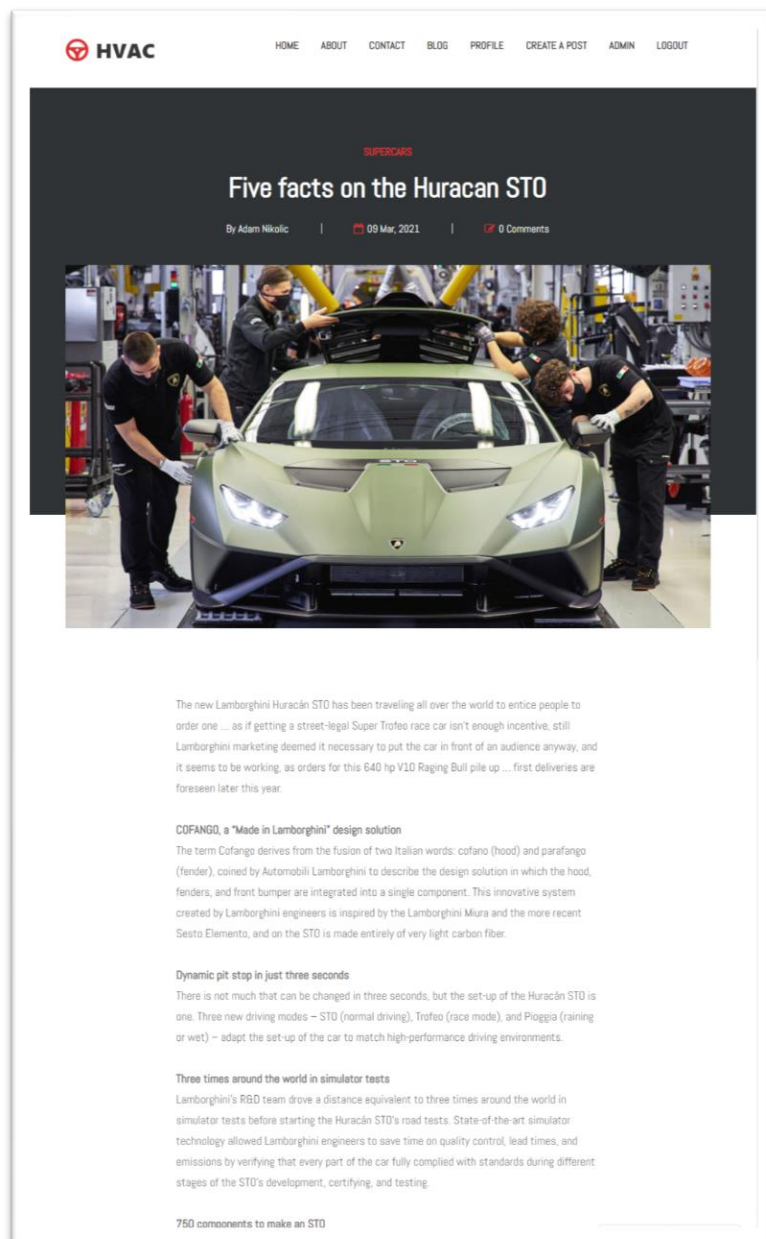 HVAC
HOME ABOUT CONTACT BLOG PROFILE CREATE A POST ADMIN LOGOUT
SUPERCARS
Five facts on the Huracan STO
By Adam Nikolic | 09 Mar, 2021 | 0 Comments
STO
The new Lamborghini Huracán STO has been traveling all over the world to entice people to
order one ... as if getting a street-legal Super Trofeo race car isn't enough incentive, still
Lamborghini marketing deemed it necessary to put the car in front of an audience anyway, and
it seems to be working, as orders for this 640 hp V10 Raging Bull pile up ... first deliveries are
foreseen later this year.
COFANGO, a “Made in Lamborghini” design solution
The term Cofango derives from the fusion of two Italian words: cofano (hood) and parafango
(fender), coined by Automobili Lamborghini to describe the design solution in which the hood,
fenders, and front bumper are integrated into a single component. This innovative system
created by Lamborghini engineers is inspired by the Lamborghini Miura and the more recent
Sesto Elemento, and on the STO is made entirely of very light carbon fiber.
Dynamic pit stop in just three seconds
There is not much that can be changed in three seconds, but the set-up of the Huracán STO is
one. Three new driving modes – STO (normal driving), Trofeo (race mode), and Pioggia (raining
or wet) – adapt the set-up of the car to match high-performance driving environments.
Three times around the world in simulator tests
Lamborghini's R&D team drove a distance equivalent to three times around the world in
simulator tests before starting the Huracán STO's road tests. State-of-the-art simulator
technology allowed Lamborghini engineers to save time on quality control, lead times, and
emissions by verifying that every part of the car fully complied with standards during different
stages of the STO's development, certifying, and testing.
750 components to make an STO